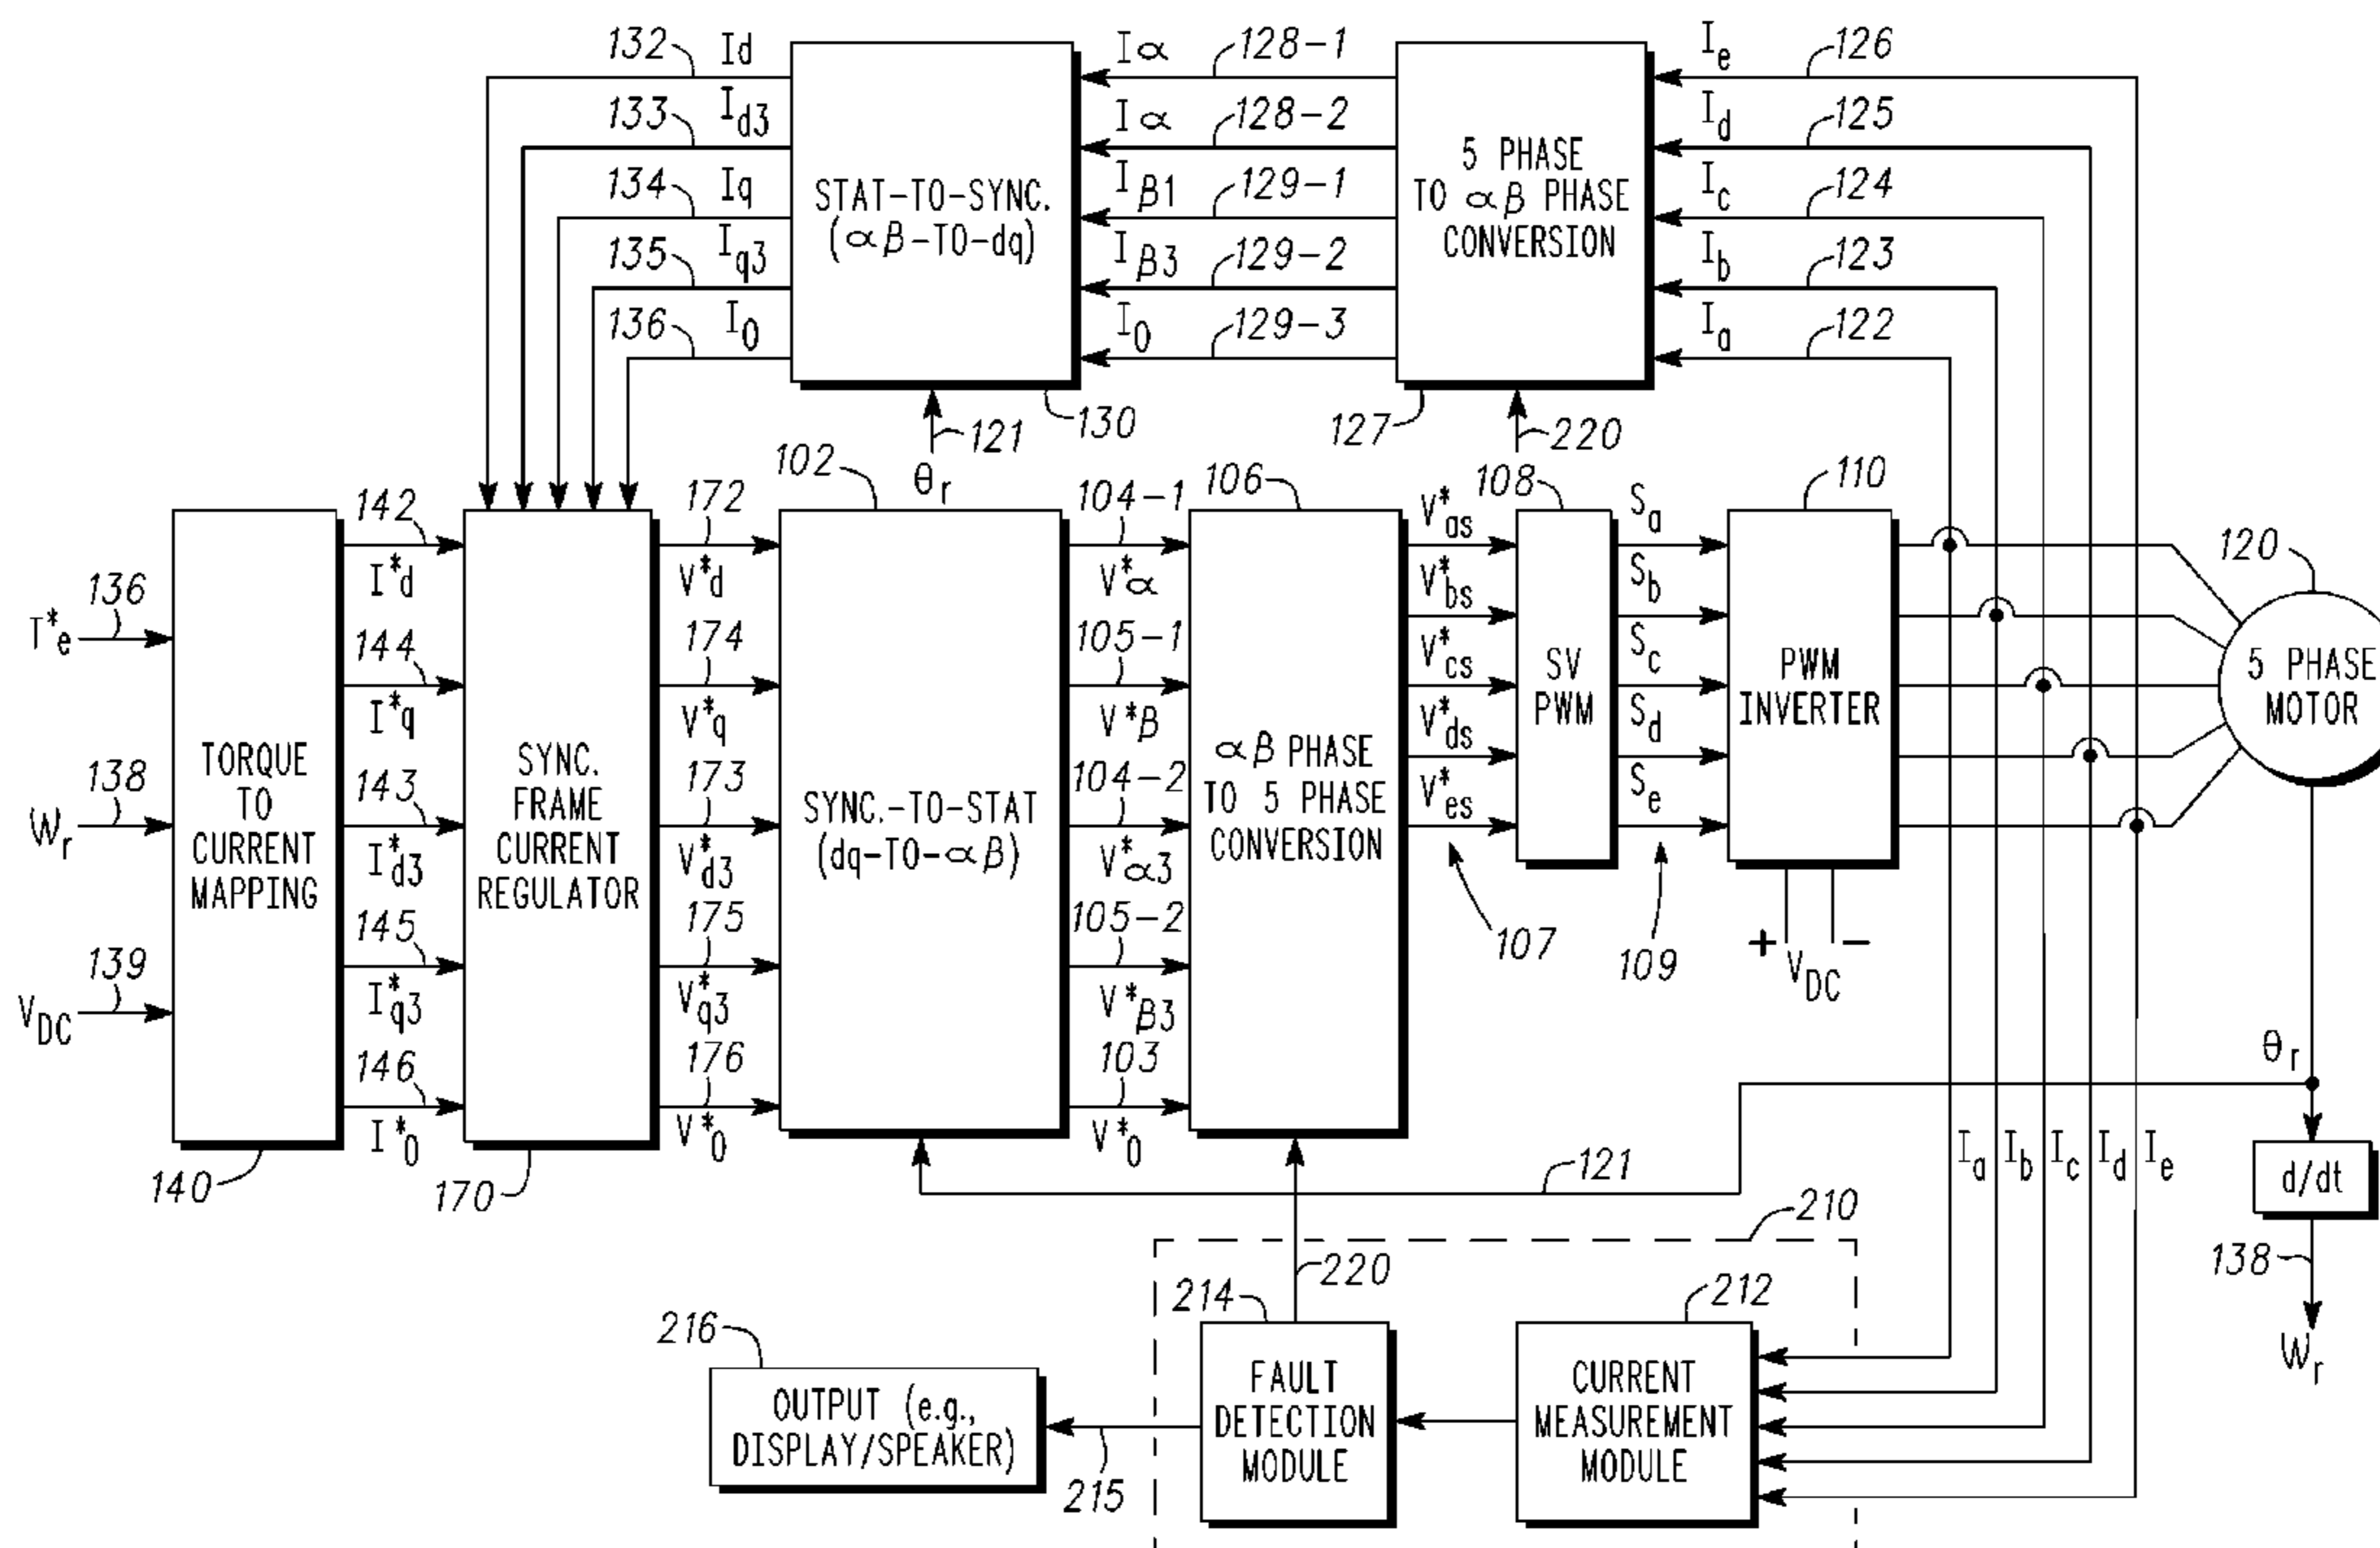 132 Id
133 Id3
134 Iq
135 Iq3
136 I0
STAT-TO-SYNC.
(αβ-TO-dq)
130
121
θr
Iα 128-1
Iα 128-2
Iβ1 129-1
Iβ3 129-2
I0 129-3
5 PHASE
TO αβ PHASE
CONVERSION
127
220
Ie 126
Id 125
Ic 124
Ib 123
Ia 122
T*e 136
Wr 138
VDC 139
TORQUE
TO
CURRENT
MAPPING
140
142
I*d
144
I*q
143
I*d3
145
I*q3
146
I*0
SYNC.
FRAME
CURRENT
REGULATOR
170
172
V*d
174
V*q
173
V*d3
175
V*q3
176
V*0
102
SYNC.-TO-STAT
(dq-TO-αβ)
104-1
V*α
105-1
V*β
104-2
V*α3
105-2
V*β3
103
V*0
106
αβ PHASE
TO 5 PHASE
CONVERSION
V*as
V*bs
V*cs
V*ds
V*es
107
108
SV
PWM
Sa
Sb
Sc
Sd
Se
109
110
PWM
INVERTER
+ VDC −
120
5 PHASE
MOTOR
θr
d/dt
138
Wr
Ia Ib Ic Id Ie
121
210
220
214
FAULT
DETECTION
MODULE
212
CURRENT
MEASUREMENT
MODULE
216
OUTPUT (e.g.,
DISPLAY/SPEAKER)
215